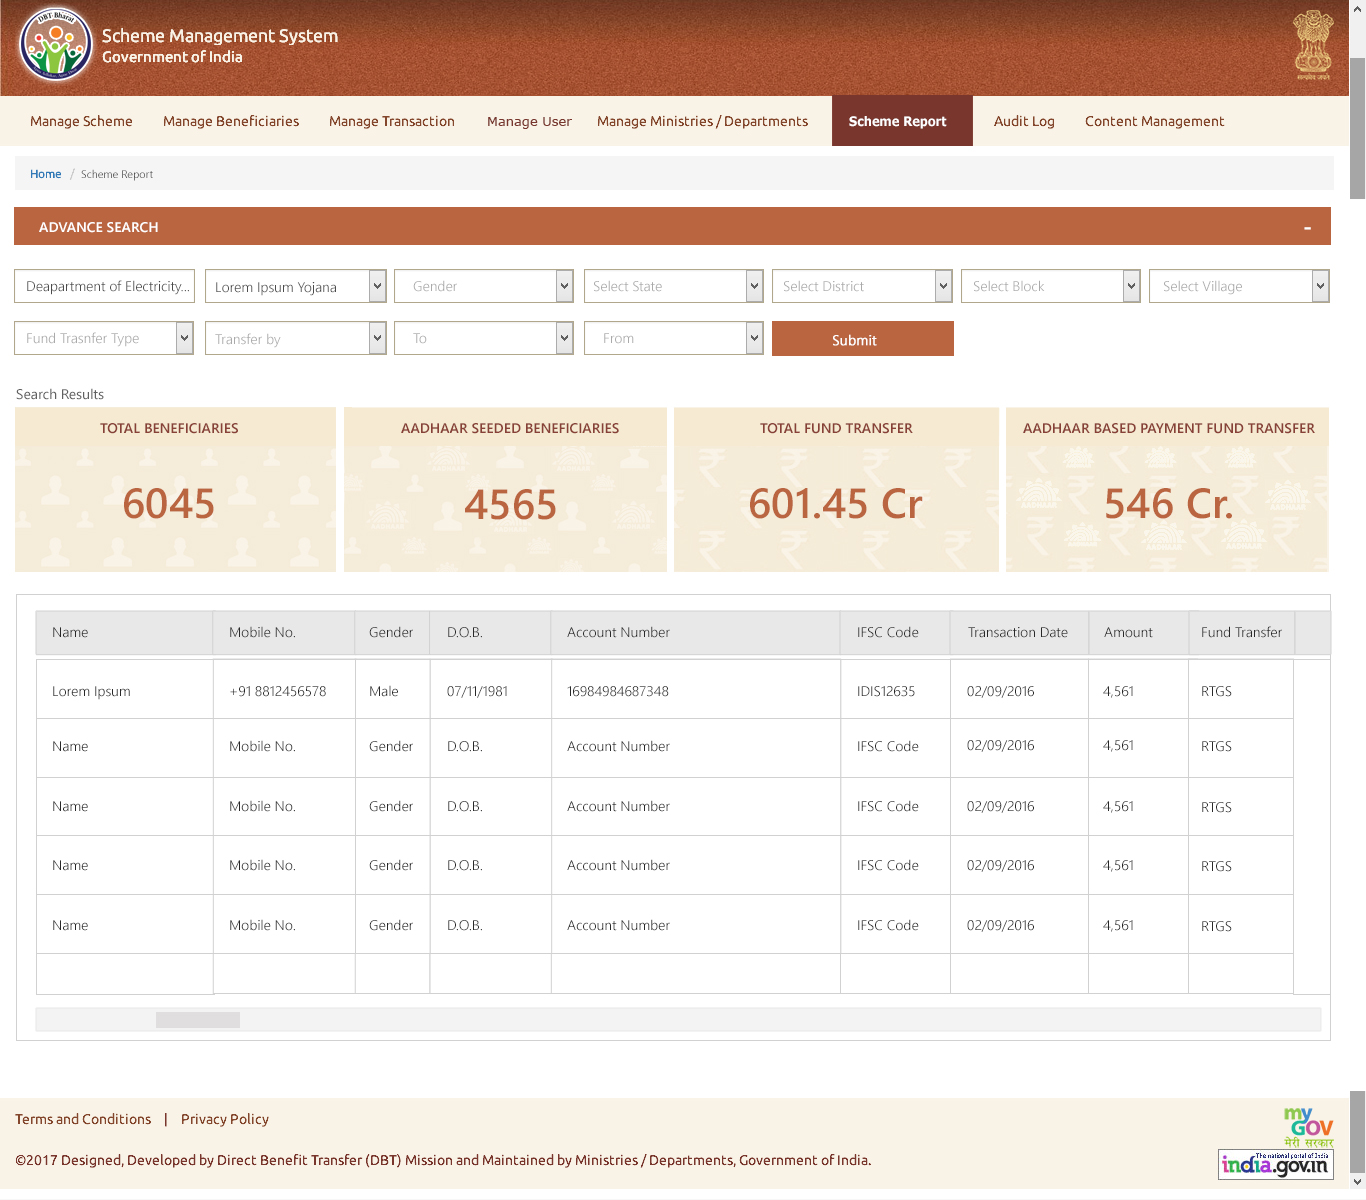 DBT-Bharat
Scheme Management System
Government of India
सत्यमेव जयते
Manage Scheme Manage Beneficiaries Manage Transaction Manage User Manage Ministries / Departments Scheme Report Audit Log Content Management
Home / Scheme Report
ADVANCE SEARCH -
Deapartment of Electricity... Lorem Ipsum Yojana Gender Select State Select District Select Block Select Village
Fund Trasnfer Type Transfer by To From Submit
Search Results
TOTAL BENEFICIARIES AADHAAR SEEDED BENEFICIARIES TOTAL FUND TRANSFER AADHAAR BASED PAYMENT FUND TRANSFER
6045 4565 601.45 Cr 546 Cr.
Name Mobile No. Gender D.O.B. Account Number IFSC Code Transaction Date Amount Fund Transfer
Lorem Ipsum +91 8812456578 Male 07/11/1981 16984984687348 IDIS12635 02/09/2016 4,561 RTGS
Name Mobile No. Gender D.O.B. Account Number IFSC Code 02/09/2016 4,561 RTGS
Name Mobile No. Gender D.O.B. Account Number IFSC Code 02/09/2016 4,561 RTGS
Name Mobile No. Gender D.O.B. Account Number IFSC Code 02/09/2016 4,561 RTGS
Name Mobile No. Gender D.O.B. Account Number IFSC Code 02/09/2016 4,561 RTGS
Terms and Conditions | Privacy Policy
my
GOV
मेरी सरकार
©2017 Designed, Developed by Direct Benefit Transfer (DBT) Mission and Maintained by Ministries / Departments, Government of India.
The national portal of India
india.gov.in